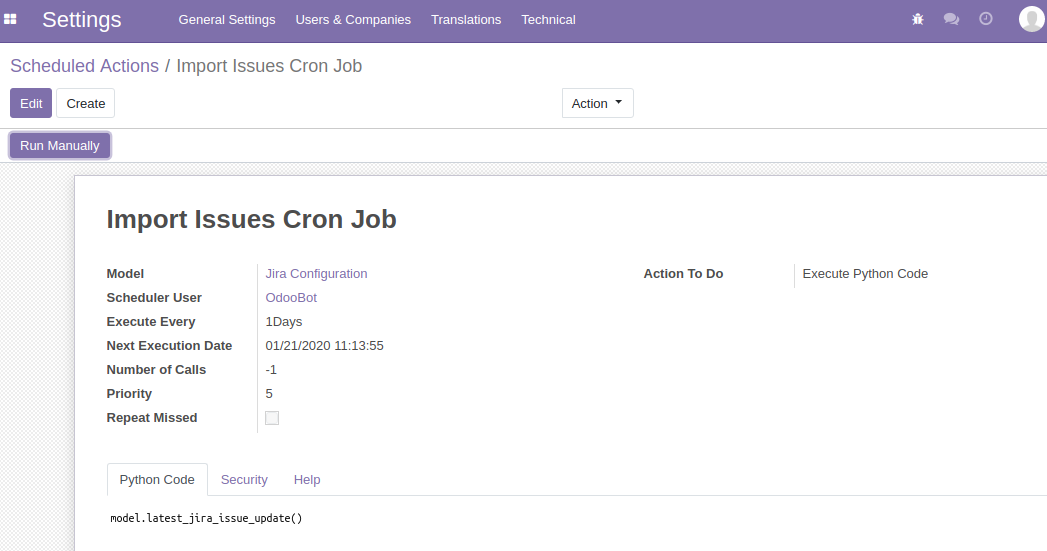 Settings General Settings Users & Companies Translations Technical
Scheduled Actions / Import Issues Cron Job
Edit Create Action
Run Manually
Import Issues Cron Job
Model Jira Configuration Action To Do Execute Python Code
Scheduler User OdooBot
Execute Every 1Days
Next Execution Date 01/21/2020 11:13:55
Number of Calls -1
Priority 5
Repeat Missed
Python Code Security Help
model.latest_jira_issue_update()